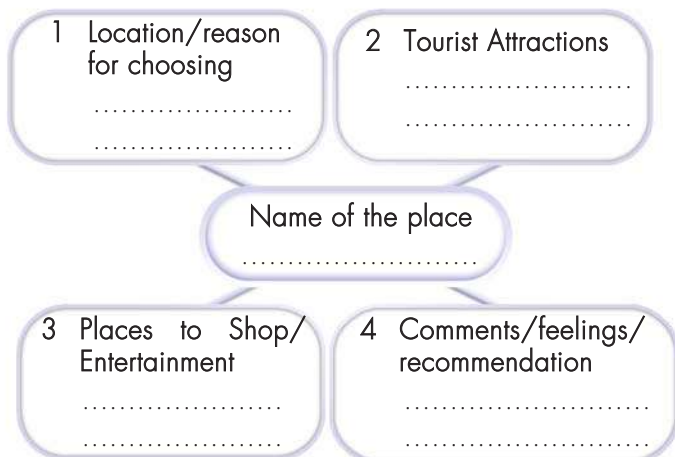 1 Location/reason
for choosing
......................
......................
2 Tourist Attractions
.........................
.........................
Name of the place
..........................
3 Places to Shop/
Entertainment
......................
......................
4 Comments/feelings/
recommendation
...........................
...........................